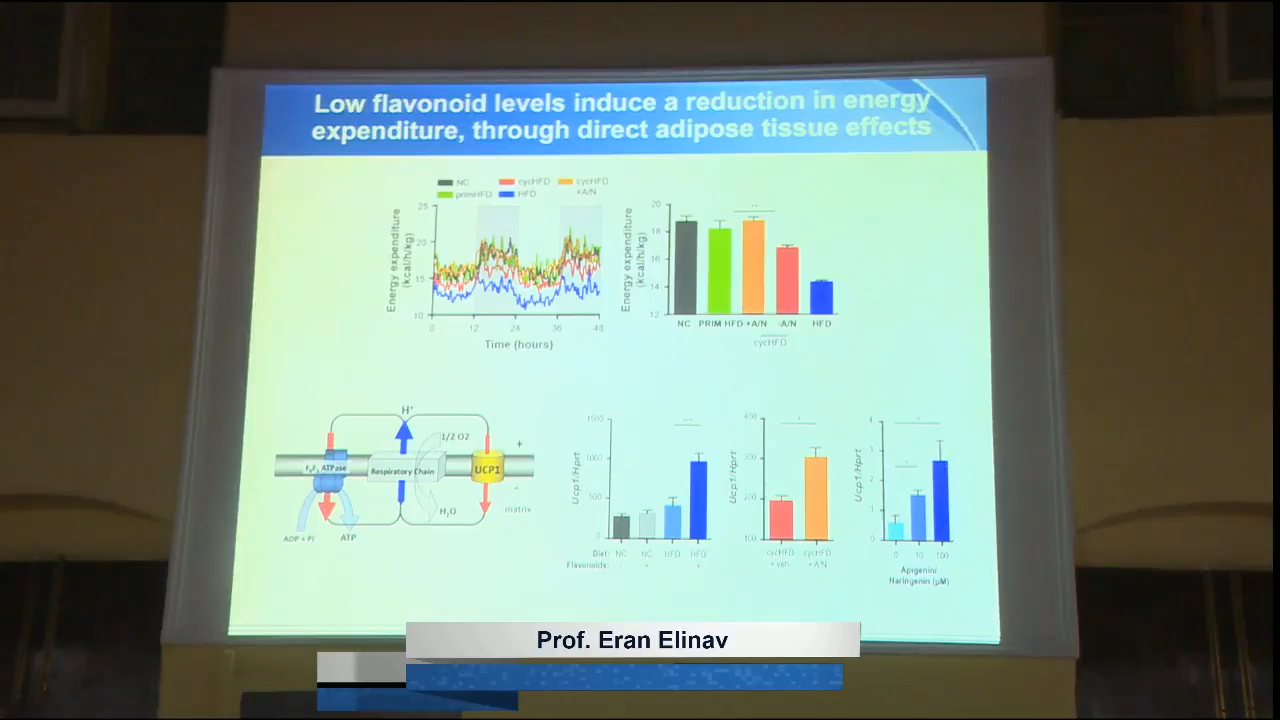 Low flavonoid levels induce a reduction in energy
expenditure, through direct adipose tissue effects
NC
cycHFD
cycHFD
+A/N
primHFD
HFD
Energy expenditure
(kcal/h/kg)
25
20
15
10
0
12
24
36
48
Time (hours)
Energy expenditure
(kcal/h/kg)
20
18
16
14
12
**
NC
PRIM HFD
+A/N
-A/N
HFD
cycHFD
H⁺
1/2 O2
+
F₀F₁ ATPase
Respiratory Chain
UCP1
-
H₂O
matrix
ADP + Pi
ATP
Ucp1/Hprt
1500
1000
500
0
***
Diet: NC NC HFD HFD
Flavonoids: - + - +
Ucp1/Hprt
400
300
200
100
*
cycHFD
+ veh.
cycHFD
+ A/N
Ucp1/Hprt
4
3
2
1
0
*
*
0
10
100
Apigenin/
Naringenin (μM)
Prof. Eran Elinav